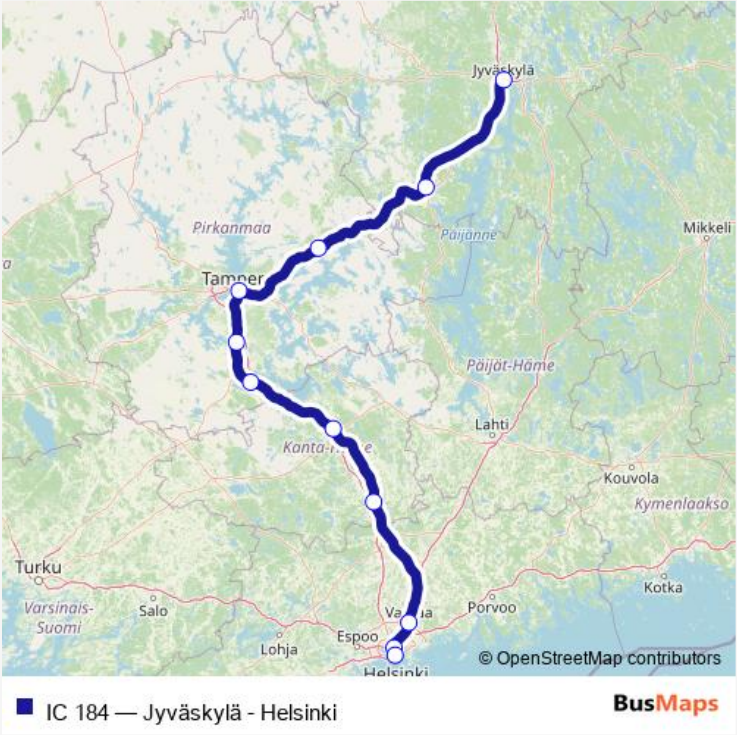 Jyväskylä
Pirkanmaa
Päijänne
Mikkeli
a
Tamper
Päijät-Häme
Lahti
Kanta-H
Kouvola
Kymenlaakso
Turku
Kotka
Varsinais-
Suomi
Salo
Porvoo
Lohja
Espoo
Helsinki
© OpenStreetMap contributors
IC 184 — Jyväskylä - Helsinki
BusMaps